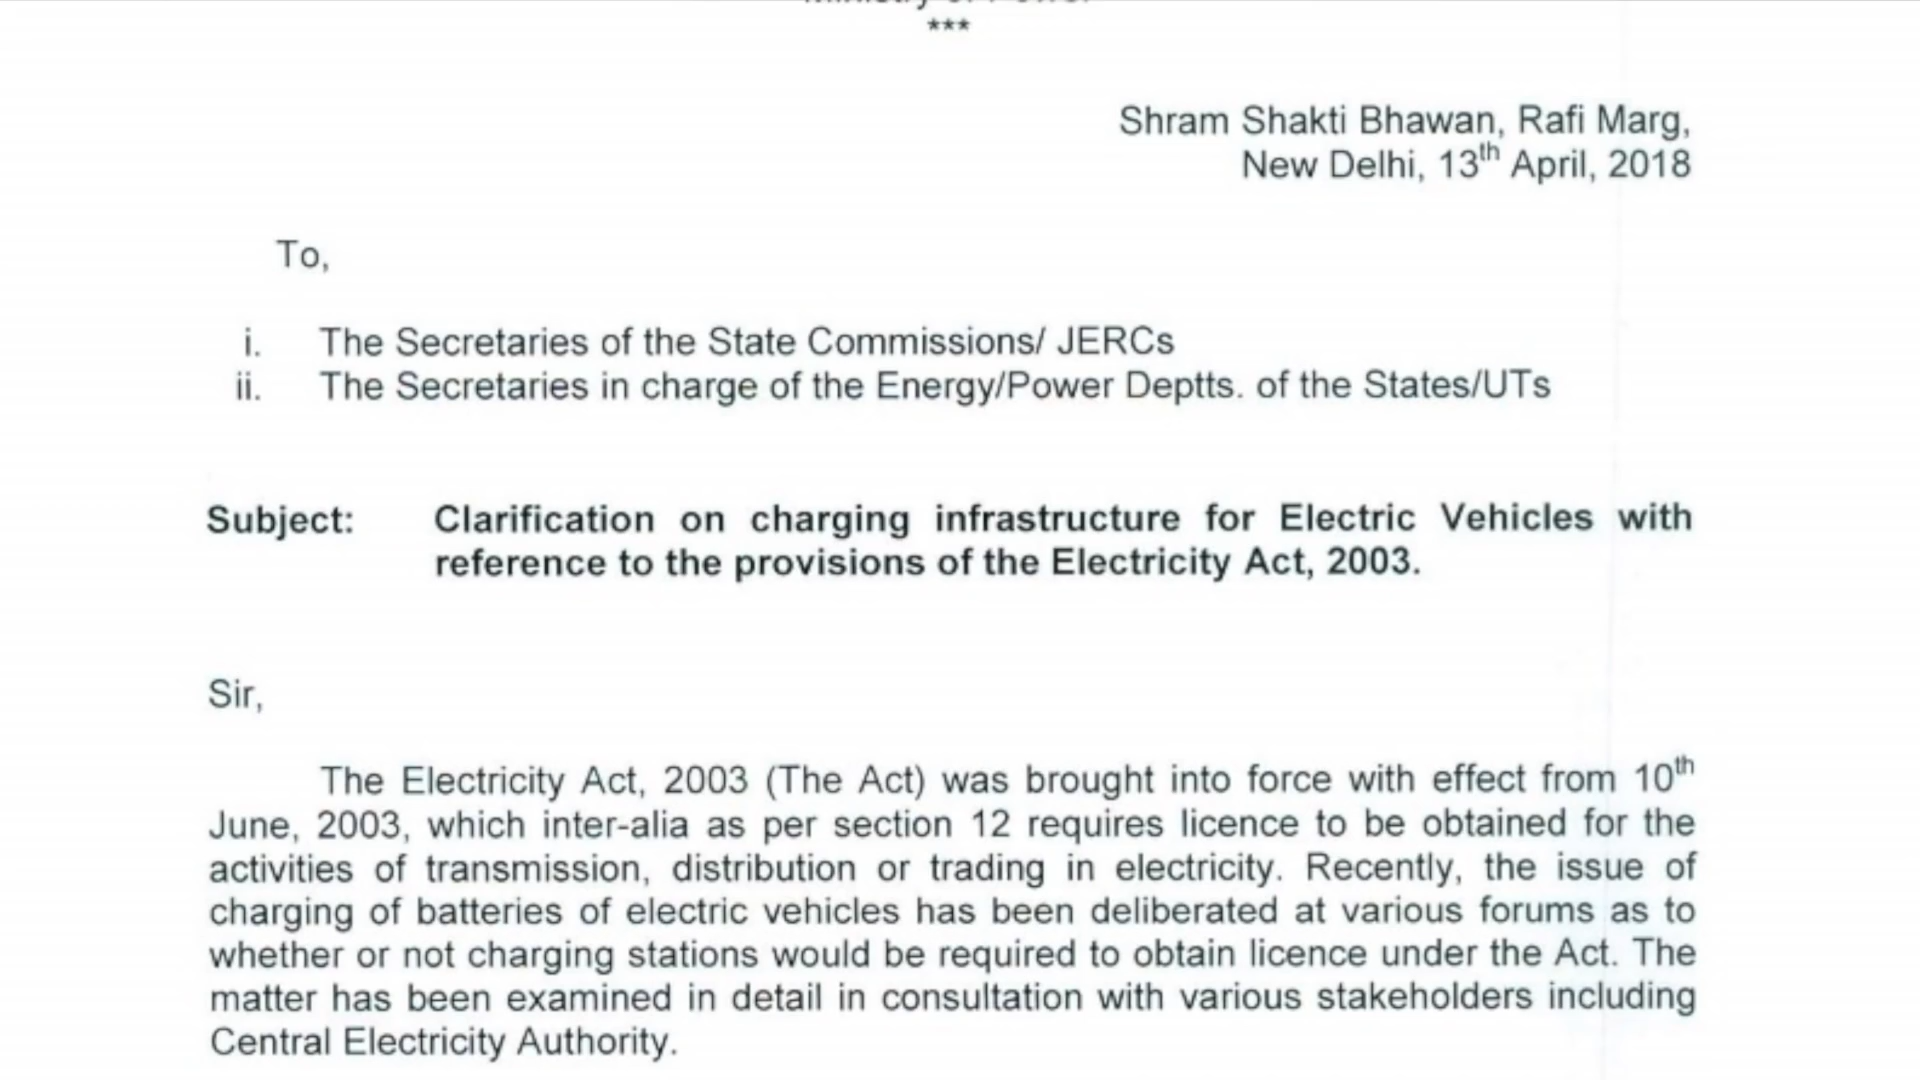 ***
Shram Shakti Bhawan, Rafi Marg,
New Delhi, 13th April, 2018
To,
i. The Secretaries of the State Commissions/ JERCs
ii. The Secretaries in charge of the Energy/Power Deptts. of the States/UTs
Subject: Clarification on charging infrastructure for Electric Vehicles with
reference to the provisions of the Electricity Act, 2003.
Sir,
The Electricity Act, 2003 (The Act) was brought into force with effect from 10th
June, 2003, which inter-alia as per section 12 requires licence to be obtained for the
activities of transmission, distribution or trading in electricity. Recently, the issue of
charging of batteries of electric vehicles has been deliberated at various forums as to
whether or not charging stations would be required to obtain licence under the Act. The
matter has been examined in detail in consultation with various stakeholders including
Central Electricity Authority.